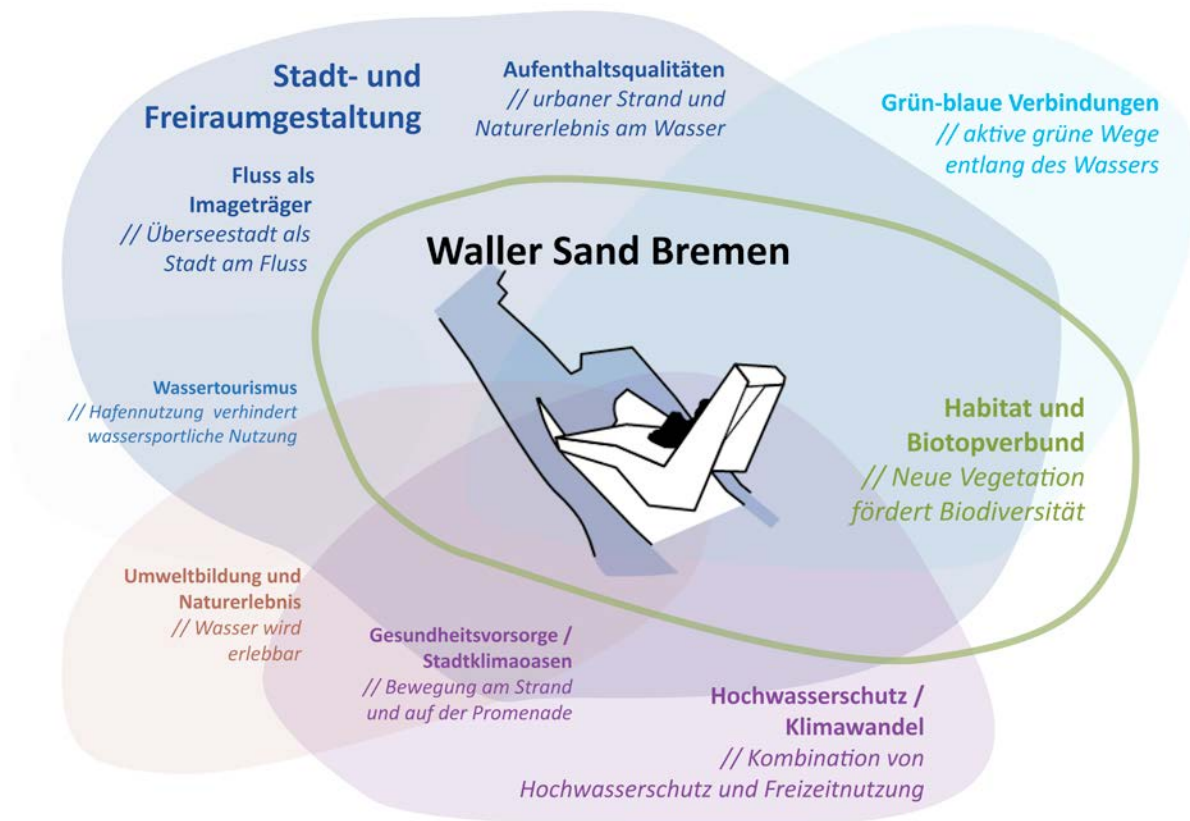 Stadt- und
Freiraumgestaltung
Aufenthaltsqualitäten
// urbaner Strand und
Naturerlebnis am Wasser
Grün-blaue Verbindungen
// aktive grüne Wege
entlang des Wassers
Fluss als
Imageträger
// Überseestadt als
Stadt am Fluss
Waller Sand Bremen
Wassertourismus
// Hafennutzung verhindert
wassersportliche Nutzung
Habitat und
Biotopverbund
// Neue Vegetation
fördert Biodiversität
Umweltbildung und
Naturerlebnis
// Wasser wird
erlebbar
Gesundheitsvorsorge /
Stadtklimaoasen
// Bewegung am Strand
und auf der Promenade
Hochwasserschutz /
Klimawandel
// Kombination von
Hochwasserschutz und Freizeitnutzung